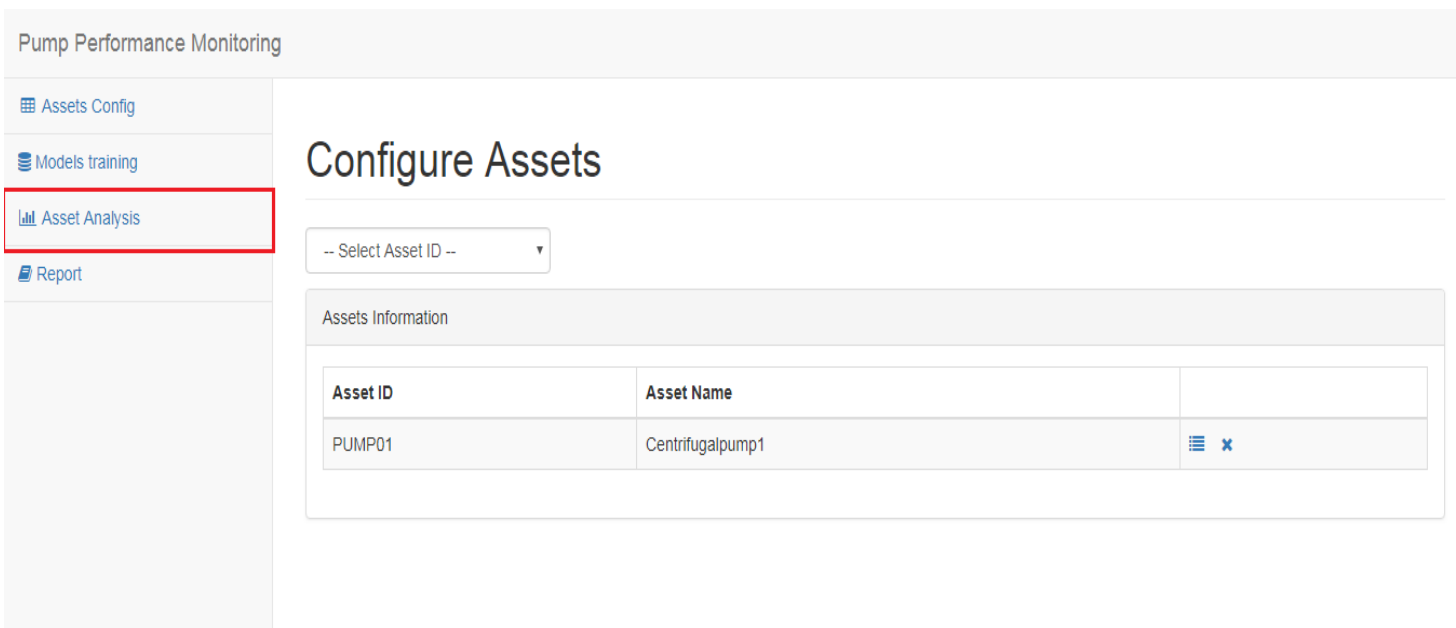 Pump Performance Monitoring
Assets Config
Models training
Asset Analysis
Report
Configure Assets
-- Select Asset ID --
Assets Information
Asset ID Asset Name
PUMP01 Centrifugalpump1